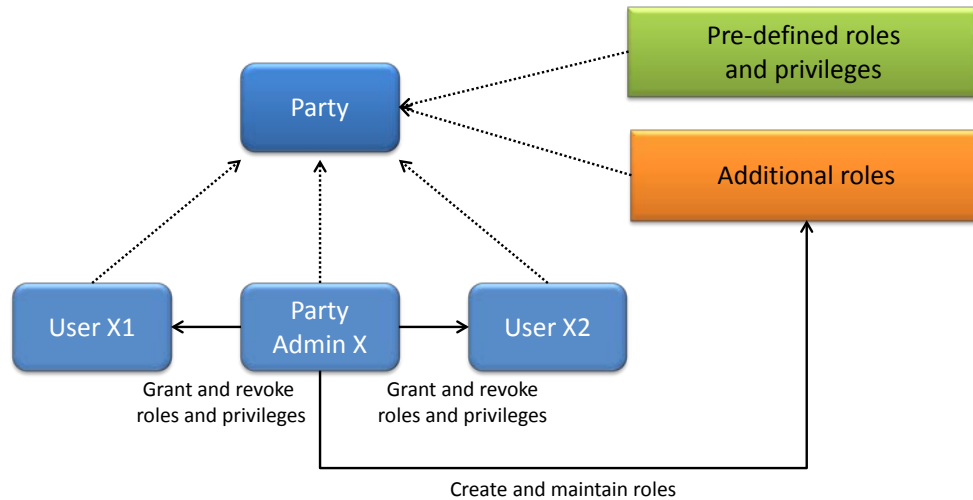 Pre-defined roles
and privileges
Party
Additional roles
User X1
Party
Admin X
User X2
Grant and revoke
roles and privileges
Grant and revoke
roles and privileges
Create and maintain roles